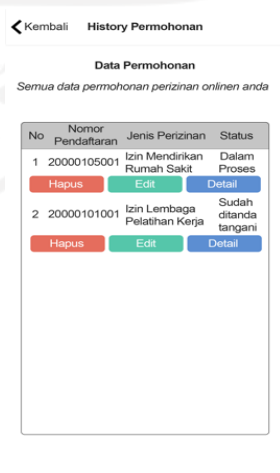 Kembali History Permohonan
Data Permohonan
Semua data permohonan perizinan onlinen anda
No Nomor Pendaftaran Jenis Perizinan Status
1 20000105001 Izin Mendirikan Rumah Sakit Dalam Proses
Hapus Edit Detail
2 20000101001 Izin Lembaga Pelatihan Kerja Sudah ditanda tangani
Hapus Edit Detail